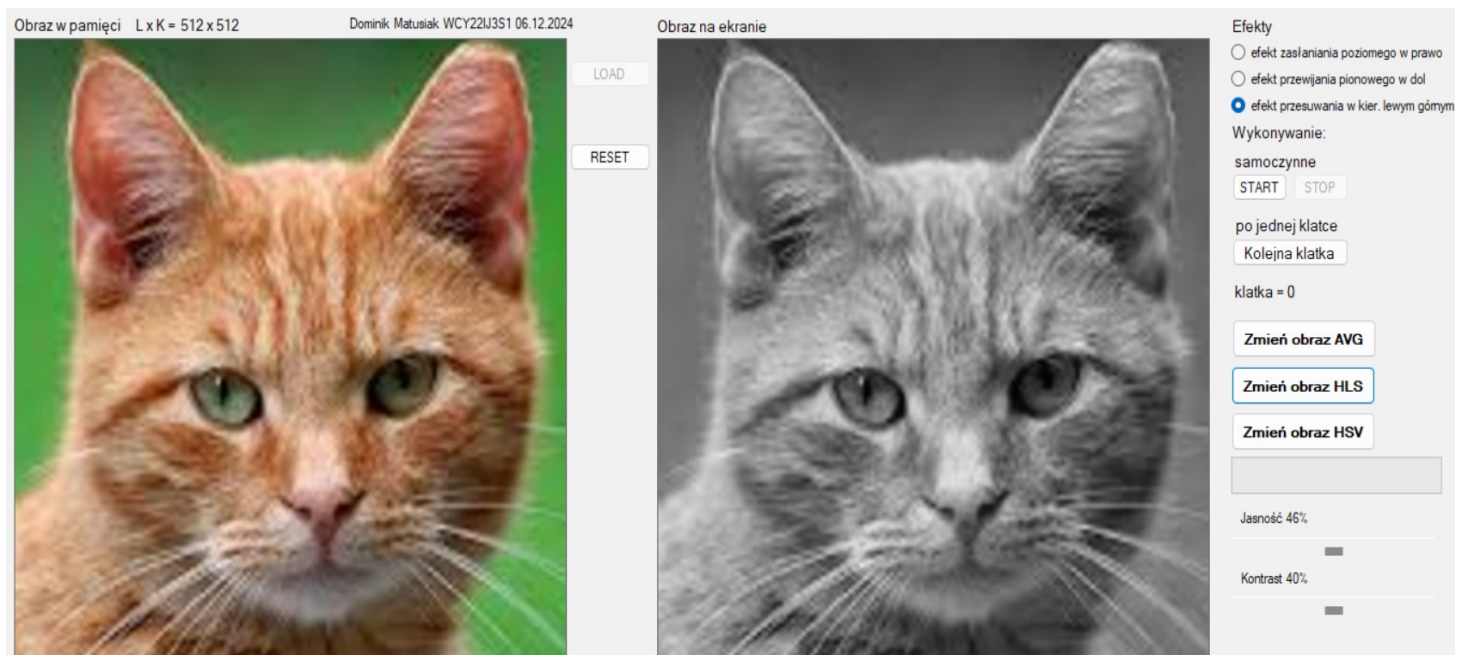 Obraz w pamięci L x K = 512 x 512
Dominik Matusiak WCY22IJ3S1 06.12.2024
LOAD
RESET
Obraz na ekranie
Efekty
efekt zasłaniania poziomego w prawo
efekt przewijania pionowego w dol
efekt przesuwania w kier. lewym górnym
Wykonywanie:
samoczynne
START STOP
po jednej klatce
Kolejna klatka
klatka = 0
Zmień obraz AVG
Zmień obraz HLS
Zmień obraz HSV
Jasność 46%
Kontrast 40%